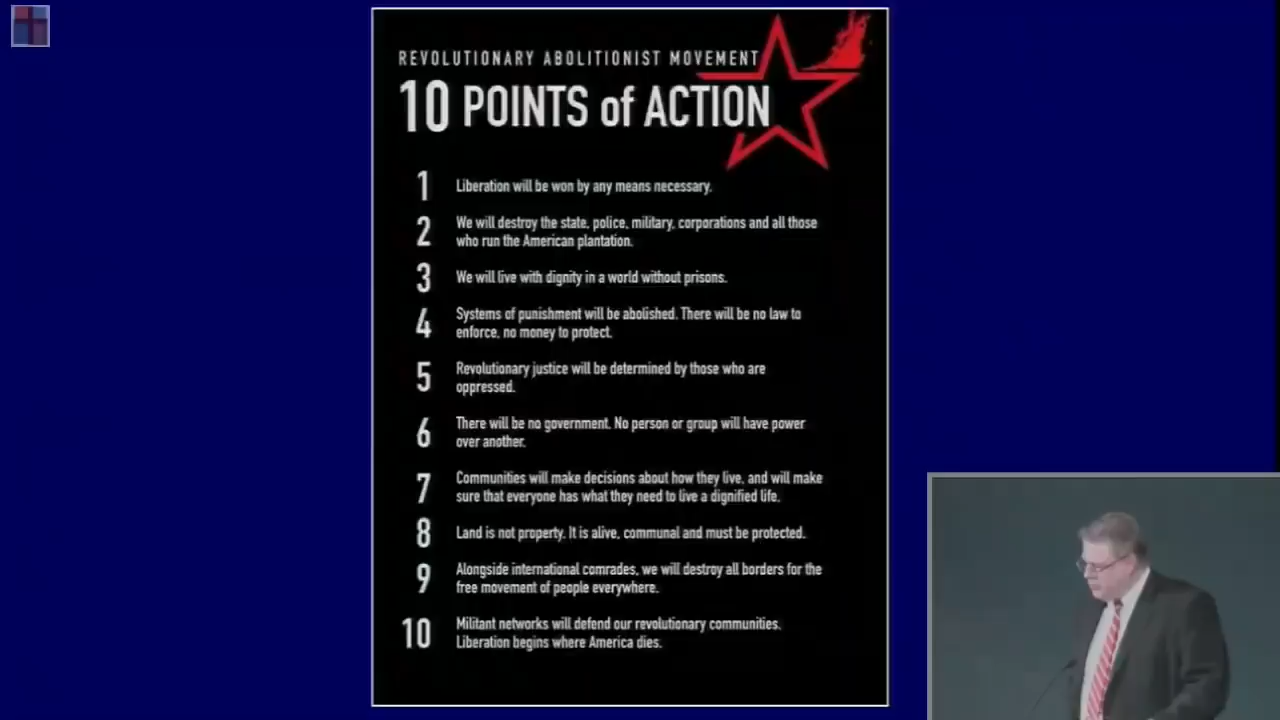 REVOLUTIONARY ABOLITIONIST MOVEMENT
10 POINTS of ACTION
1 Liberation will be won by any means necessary.
2 We will destroy the state, police, military, corporations and all those
who run the American plantation.
3 We will live with dignity in a world without prisons.
4 Systems of punishment will be abolished. There will be no law to
enforce, no money to protect.
5 Revolutionary justice will be determined by those who are
oppressed.
6 There will be no government. No person or group will have power
over another.
7 Communities will make decisions about how they live, and will make
sure that everyone has what they need to live a dignified life.
8 Land is not property. It is alive, communal and must be protected.
9 Alongside international comrades, we will destroy all borders for the
free movement of people everywhere.
10 Militant networks will defend our revolutionary communities.
Liberation begins where America dies.